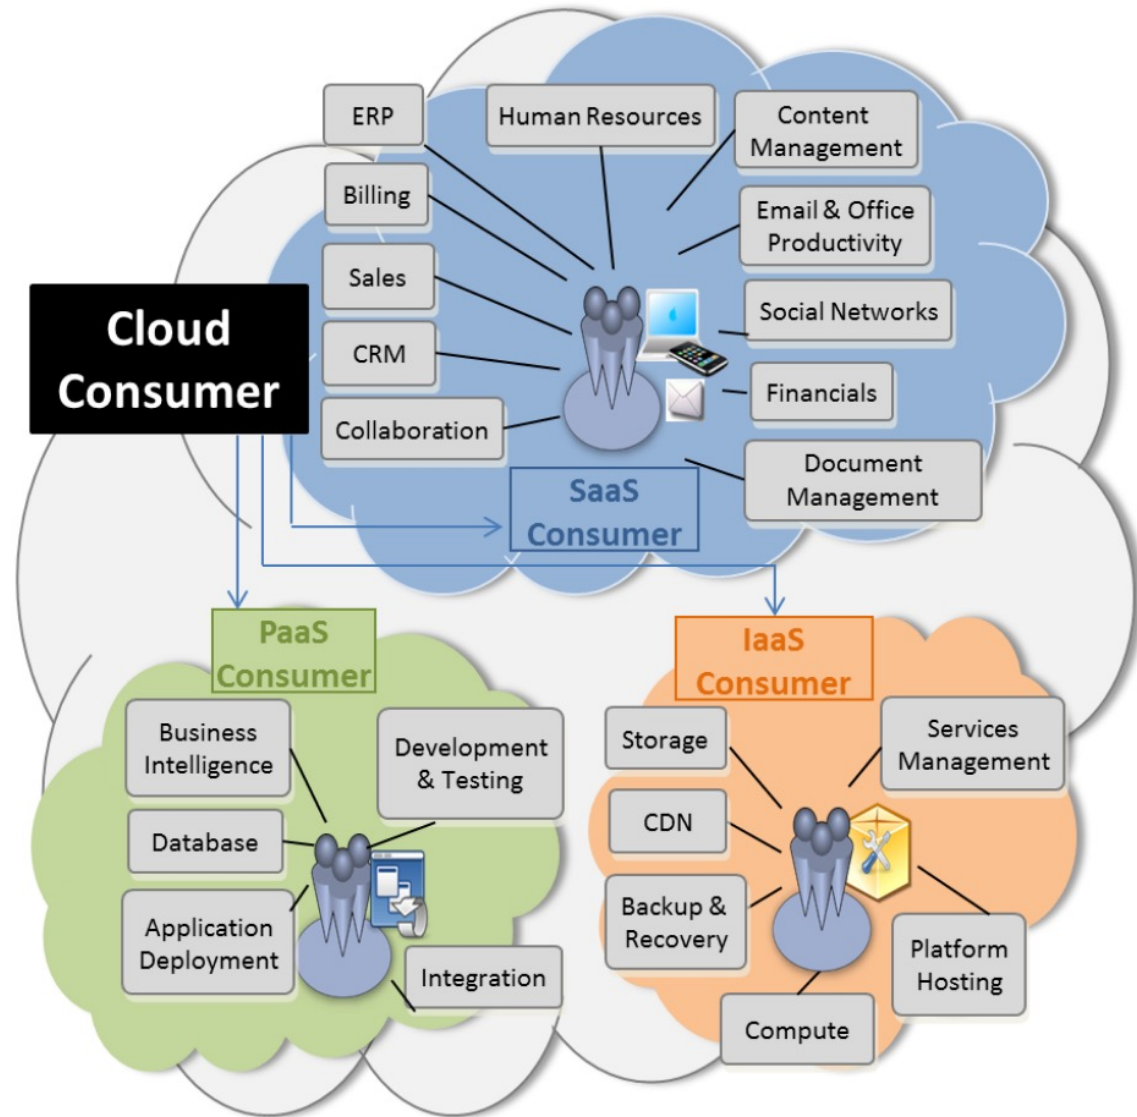 ERP
Human Resources
Content
Management
Billing
Email & Office
Productivity
Sales
Social Networks
Cloud
Consumer
CRM
Financials
Collaboration
Document
Management
SaaS
Consumer
PaaS
Consumer
IaaS
Consumer
Business
Intelligence
Development
& Testing
Database
Application
Deployment
Integration
Storage
Services
Management
CDN
Backup &
Recovery
Platform
Hosting
Compute